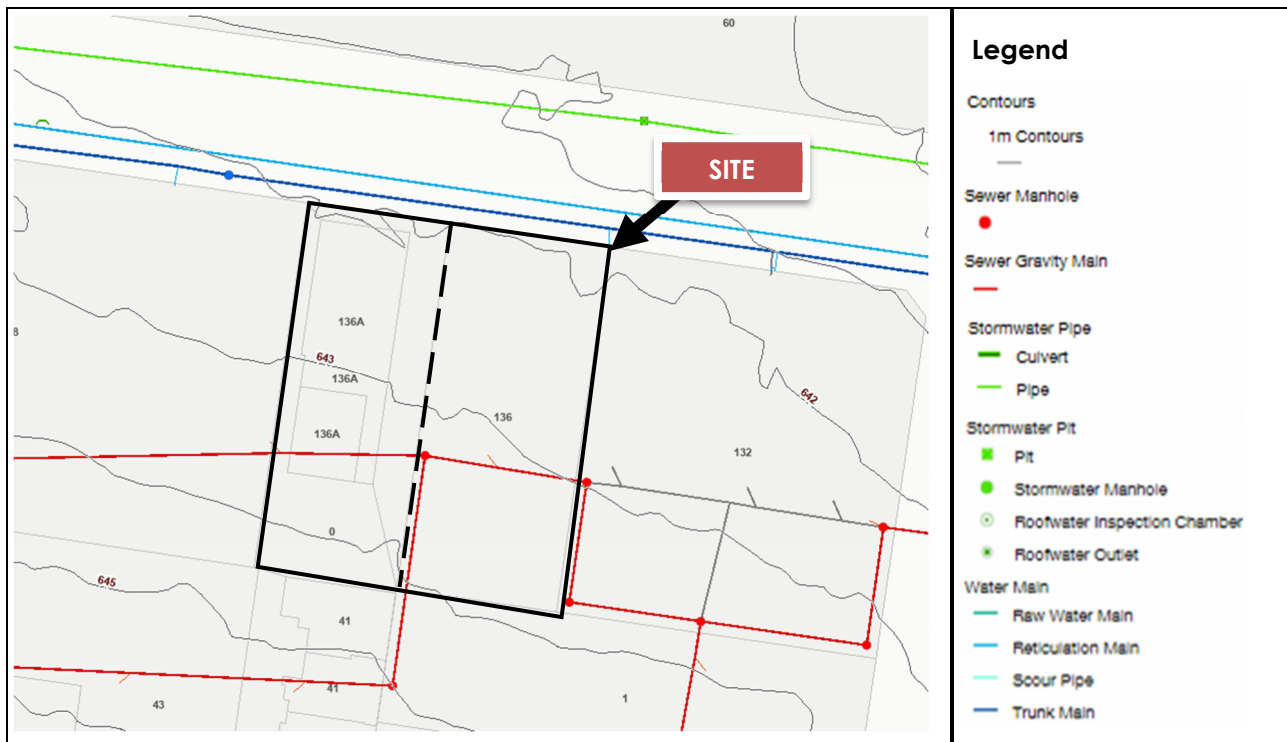 60
SITE
136A
8
643
136A
136
642
136A
132
0
645
41
41
43
1
Legend
Contours
1m Contours
Sewer Manhole
Sewer Gravity Main
Stormwater Pipe
Culvert
Pipe
Stormwater Pit
Pit
Stormwater Manhole
Roofwater Inspection Chamber
Roofwater Outlet
Water Main
Raw Water Main
Reticulation Main
Scour Pipe
Trunk Main